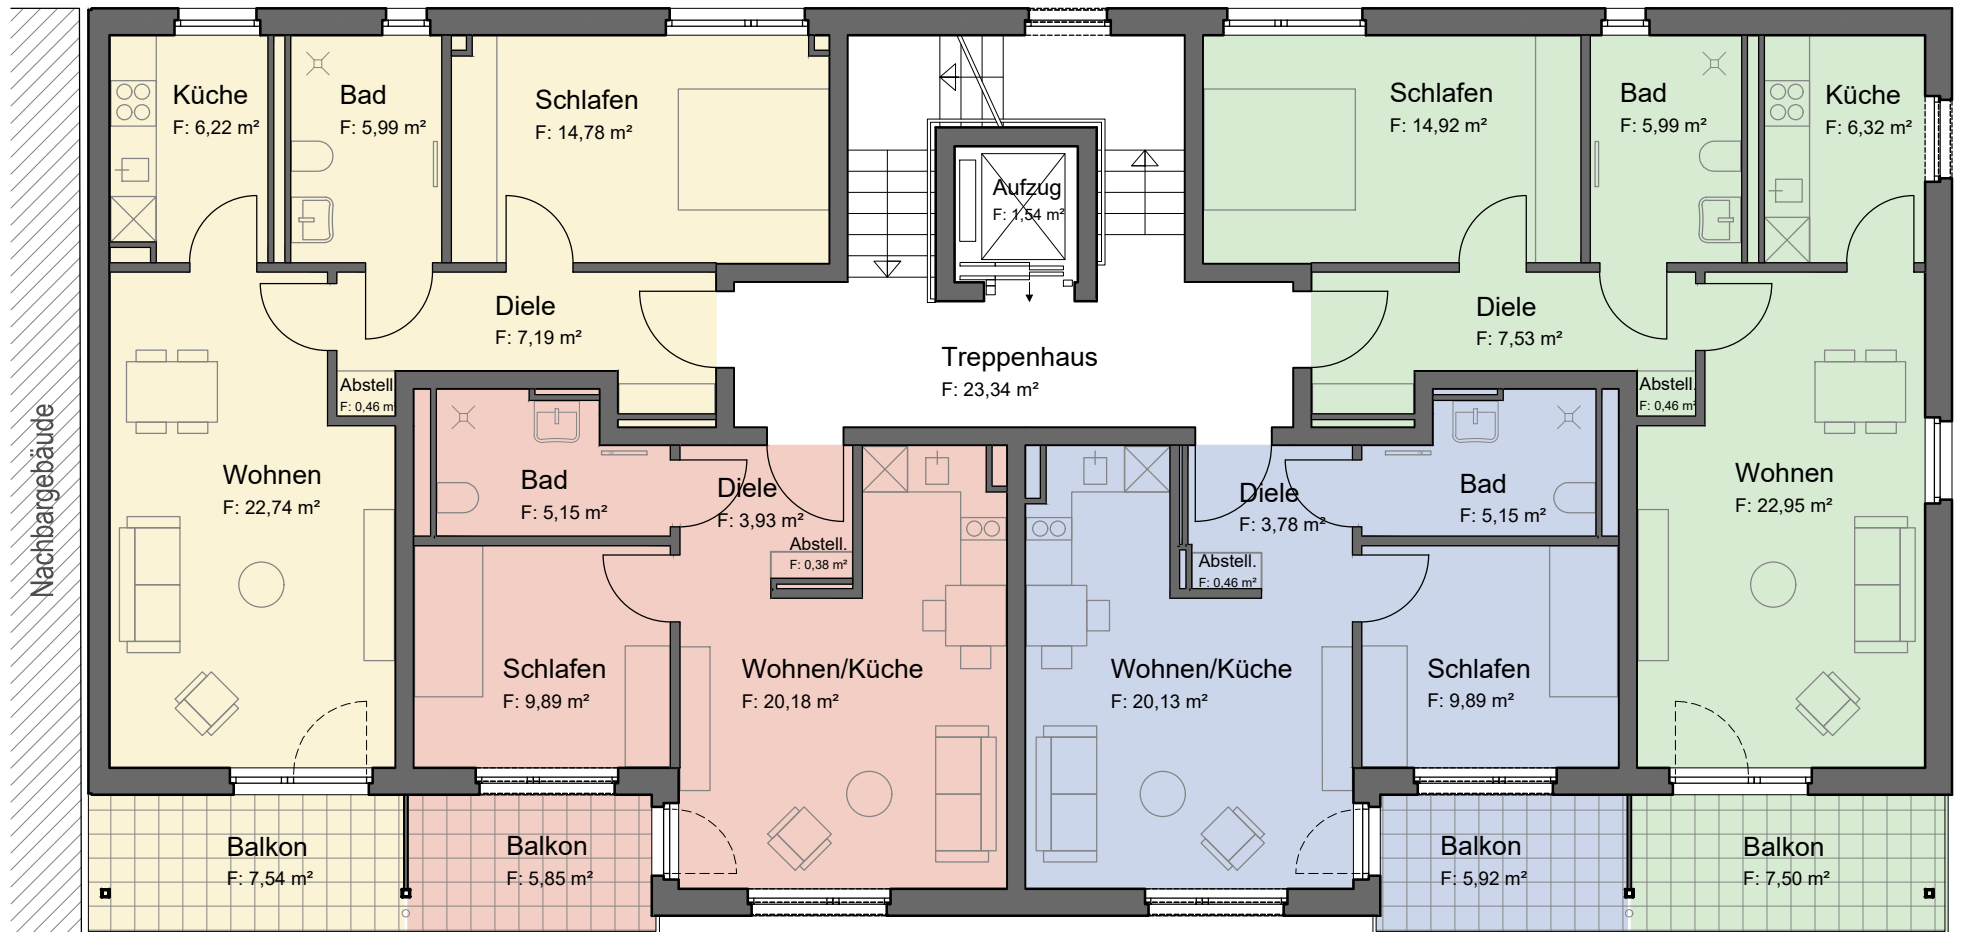 Küche
F: 6,22 m²
Bad
F: 5,99 m²
Schlafen
F: 14,78 m²
Schlafen
F: 14,92 m²
Bad
F: 5,99 m²
Küche
F: 6,32 m²
Aufzug
F: 1,54 m²
Diele
F: 7,19 m²
Diele
F: 7,53 m²
Treppenhaus
F: 23,34 m²
Abstell.
F: 0,46 m²
Abstell.
F: 0,46 m²
Nachbargebäude
Wohnen
F: 22,74 m²
Bad
F: 5,15 m²
Diele
F: 3,93 m²
Abstell.
F: 0,38 m²
Diele
F: 3,78 m²
Abstell.
F: 0,46 m²
Bad
F: 5,15 m²
Wohnen
F: 22,95 m²
Schlafen
F: 9,89 m²
Wohnen/Küche
F: 20,18 m²
Wohnen/Küche
F: 20,13 m²
Schlafen
F: 9,89 m²
Balkon
F: 7,54 m²
Balkon
F: 5,85 m²
Balkon
F: 5,92 m²
Balkon
F: 7,50 m²